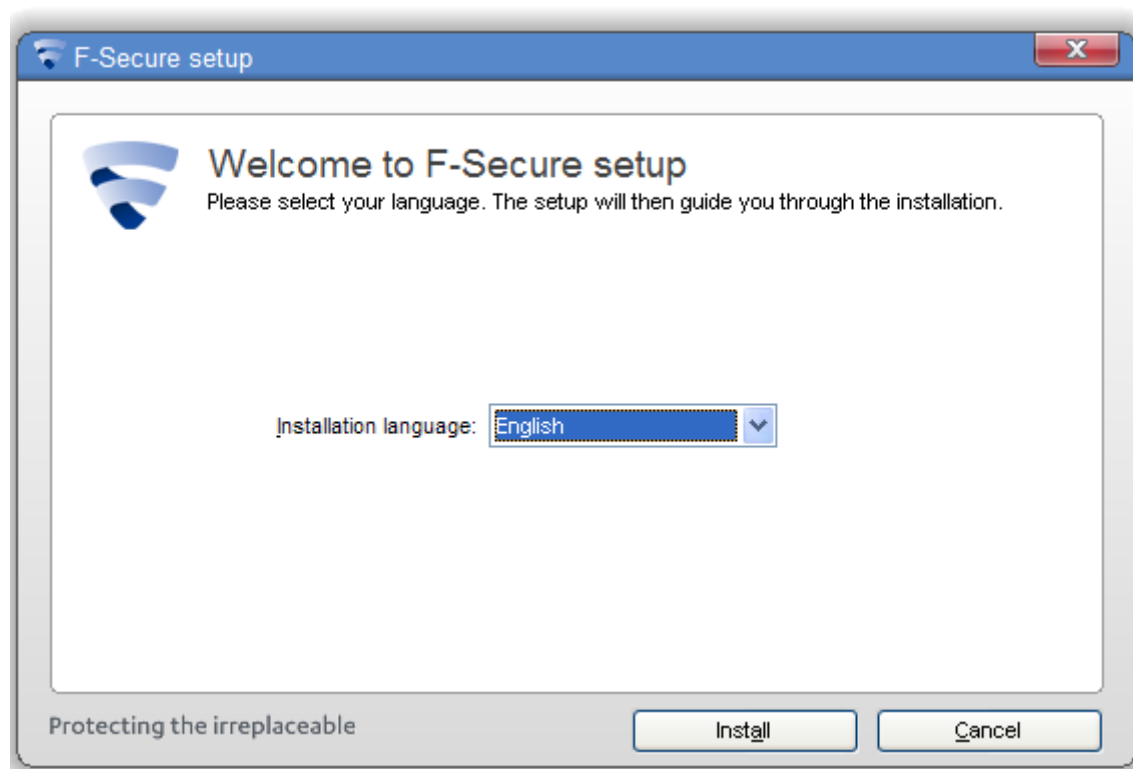 F-Secure setup
Welcome to F-Secure setup
Please select your language. The setup will then guide you through the installation.
Installation language: English
Protecting the irreplaceable
Install Cancel